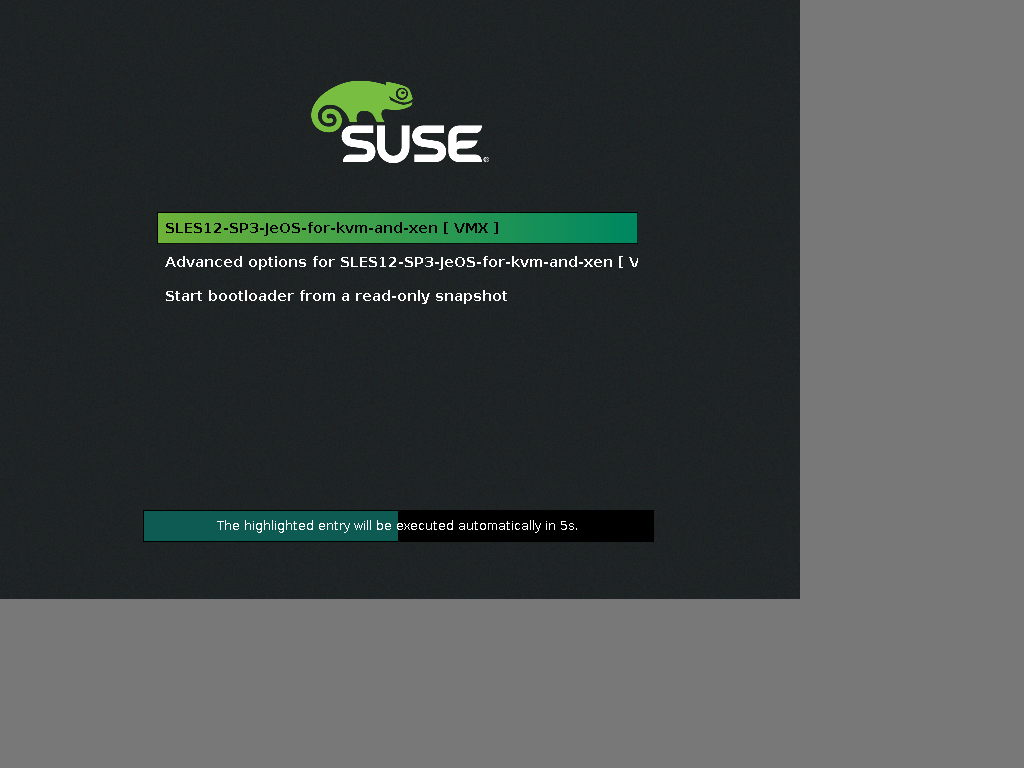 SUSE
SLES12-SP3-JeOS-for-kvm-and-xen [ VMX ]
Advanced options for SLES12-SP3-JeOS-for-kvm-and-xen [ V
Start bootloader from a read-only snapshot
The highlighted entry will be executed automatically in 5s.